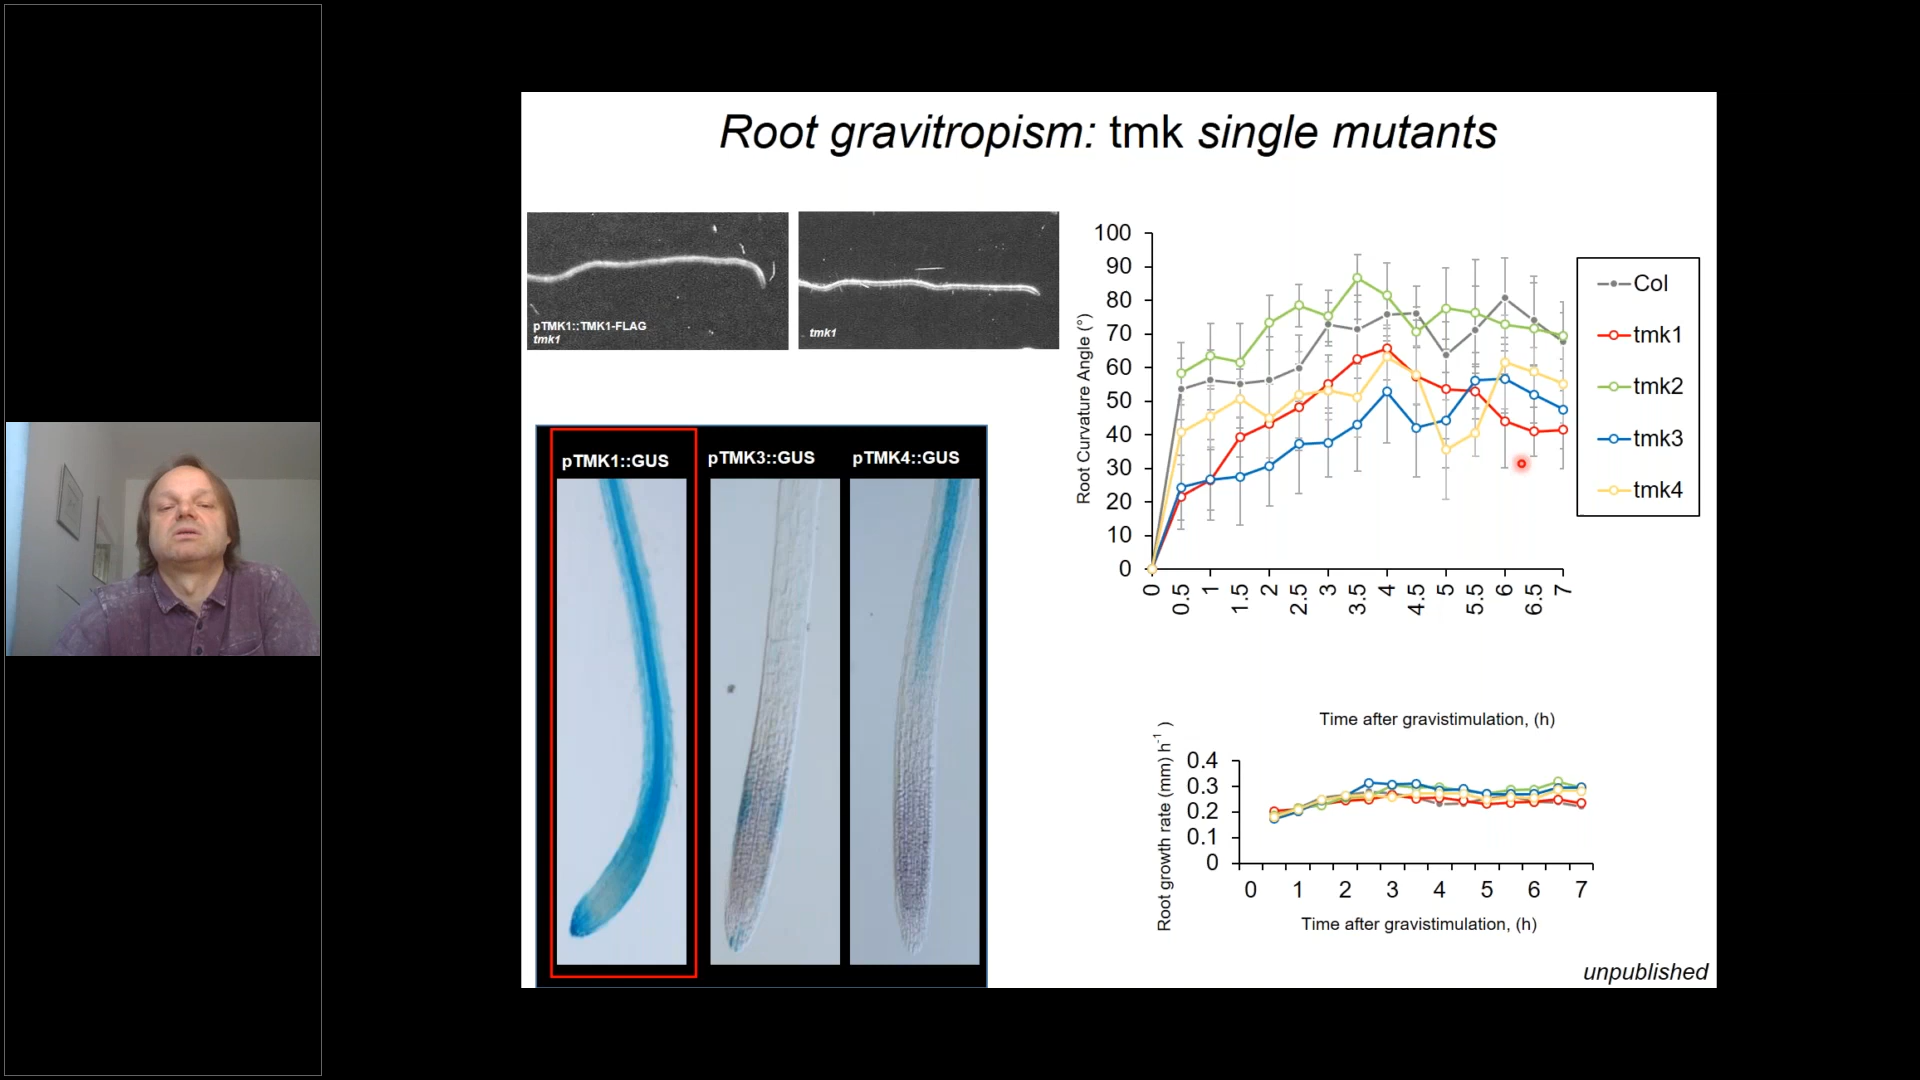 Root gravitropism: tmk single mutants
pTMK1::TMK1-FLAG
tmk1
tmk1
pTMK1::GUS
pTMK3::GUS
pTMK4::GUS
Root Curvature Angle (°)
100
90
80
70
60
50
40
30
20
10
0
0
0.5
1
1.5
2
2.5
3
3.5
4
4.5
5
5.5
6
6.5
7
Col
tmk1
tmk2
tmk3
tmk4
Time after gravistimulation, (h)
Root growth rate (mm) h⁻¹ )
0.4
0.3
0.2
0.1
0
0 1 2 3 4 5 6 7
Time after gravistimulation, (h)
unpublished